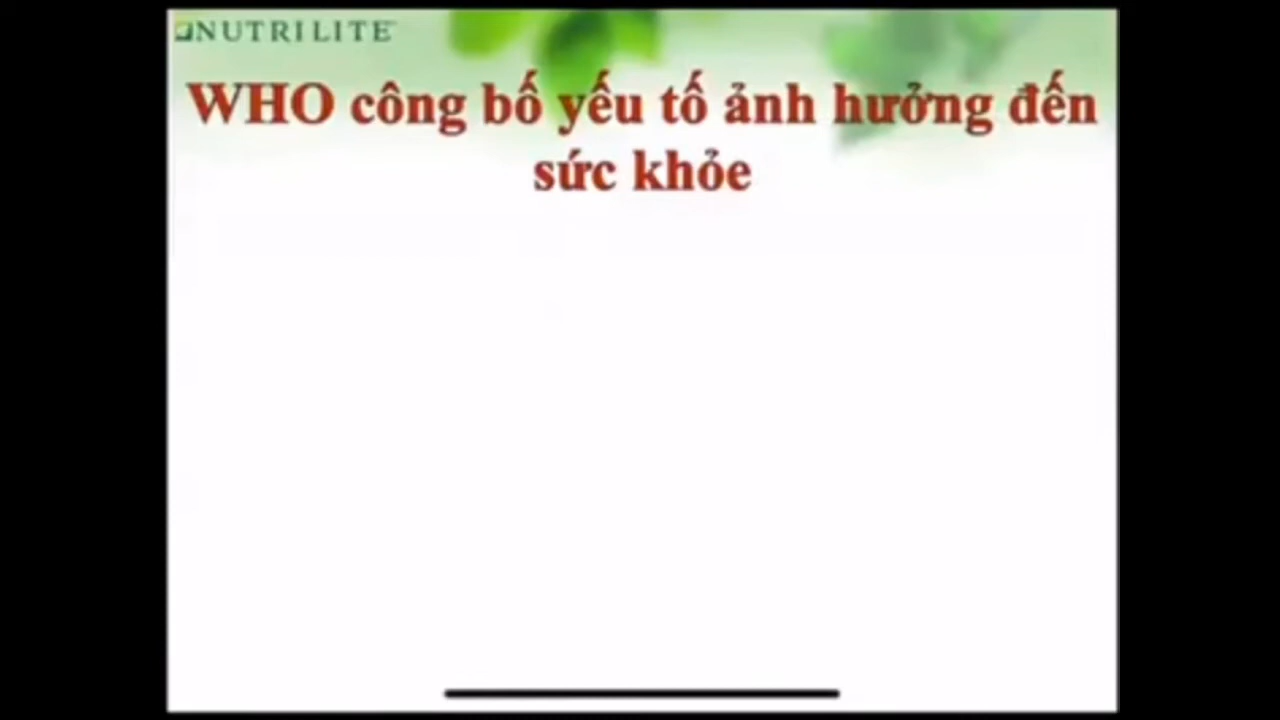 NUTRILITE
WHO công bố yếu tố ảnh hưởng đến
sức khỏe